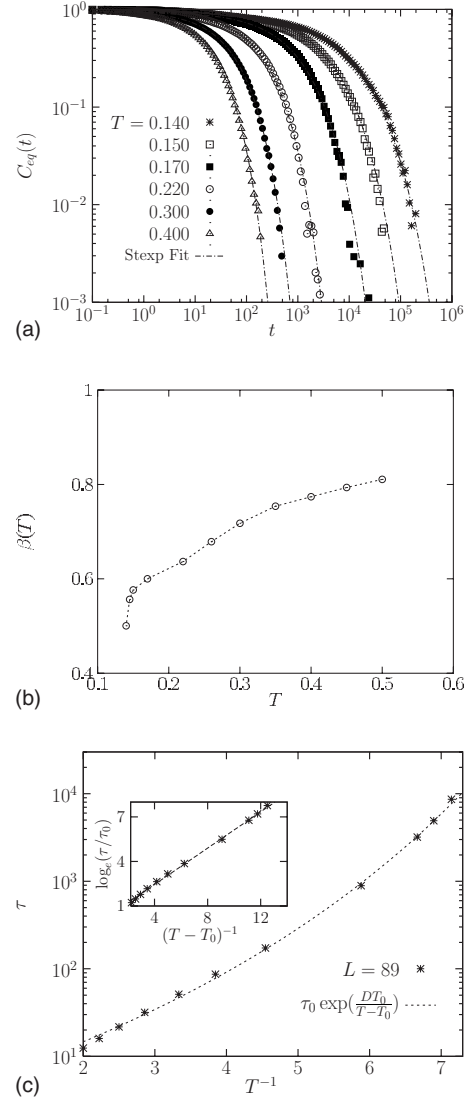 10^0
10^{-1}
10^{-2}
10^{-3}
C_{eq}(t)
T = 0.140
0.150
0.170
0.220
0.300
0.400
Stexp Fit
10^{-1} 10^0 10^1 10^2 10^3 10^4 10^5 10^6
t
(a)
1
0.8
0.6
0.4
β(T)
0.1 0.2 0.3 0.4 0.5 0.6
T
(b)
10^4
10^3
10^2
10^1
τ
7
4
1
log_e(τ/τ_0)
4 8 12
(T − T_0)^{-1}
L = 89
τ_0 exp(\frac{DT_0}{T−T_0})
2 3 4 5 6 7
T^{-1}
(c)